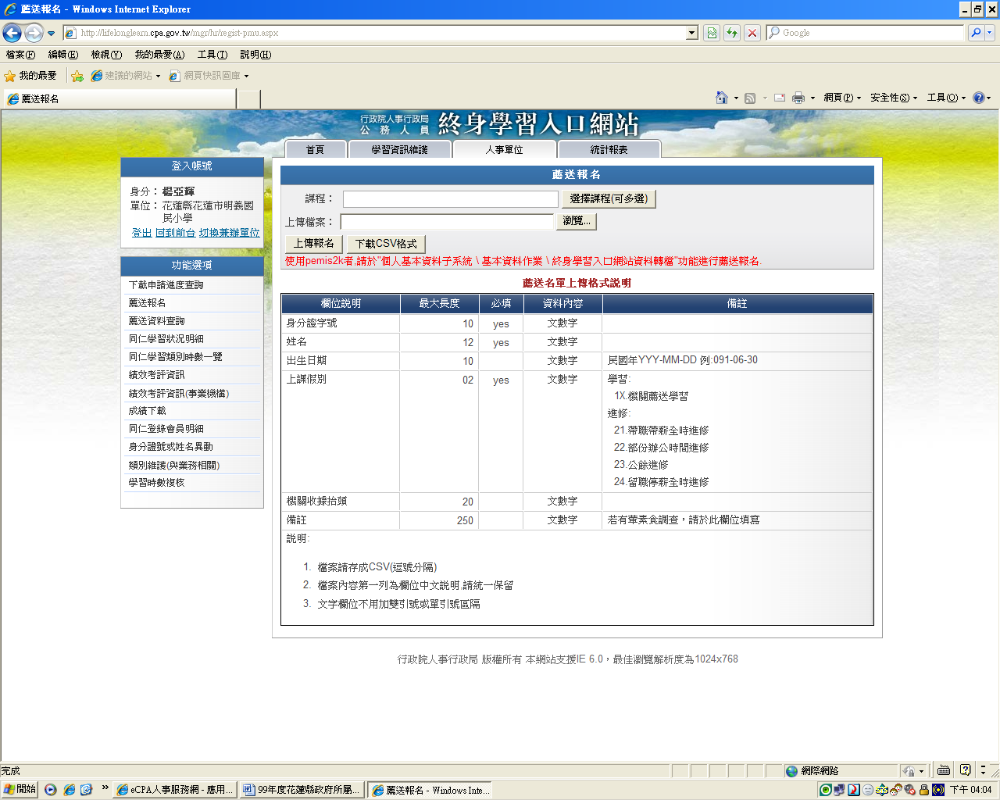 薦送報名 - Windows Internet Explorer
http://lifelonglearn.cpa.gov.tw/mgr/hr/regist-pmu.aspx
Google
檔案(F) 編輯(E) 檢視(V) 我的最愛(A) 工具(T) 說明(H)
我的最愛 建議的網站 網頁快訊圖庫
薦送報名
網頁(P) 安全性(S) 工具(O)
行政院人事行政局
公務人員
終身學習入口網站
首頁 學習資訊維護 人事單位 統計報表
登入帳號
身分：楊亞輝
單位：花蓮縣花蓮市明義國
民小學
登出 回到前台 切換兼辦單位
功能選項
下載申請進度查詢
薦送報名
薦送資料查詢
同仁學習狀況明細
同仁學習類別時數一覽
績效考評資訊
績效考評資訊(事業機構)
成績下載
同仁登錄會員明細
身分證號或姓名異動
類別維護(與業務相關)
學習時數複核
薦送報名
課程： 選擇課程(可多選)
上傳檔案： 瀏覽...
上傳報名 下載CSV格式
使用pemis2k者,請於"個人基本資料子系統 \ 基本資料作業 \ 終身學習入口網站資料轉檔"功能進行薦送報名.
薦送名單上傳格式說明
欄位說明 最大長度 必填 資料內容 備註
身分證字號 10 yes 文數字
姓名 12 yes 文數字
出生日期 10 文數字 民國年YYY-MM-DD 例:091-06-30
上課假別 02 yes 文數字 學習:
1X.機關薦送學習
進修:
21.帶職帶薪全時進修
22.部份辦公時間進修
23.公餘進修
24.留職停薪全時進修
機關收據抬頭 20 文數字
備註 250 文數字 若有葷素食調查，請於此欄位填寫
說明:
1. 檔案請存成CSV(逗號分隔)
2. 檔案內容第一列為欄位中文說明,請統一保留
3. 文字欄位不用加雙引號或單引號區隔
行政院人事行政局 版權所有 本網站支援IE 6.0，最佳瀏覽解析度為1024x768
完成 網際網路
開始 eCPA人事服務網 - 應用... 99年度花蓮縣政府所屬... 薦送報名 - Windows Inte... 下午 04:04